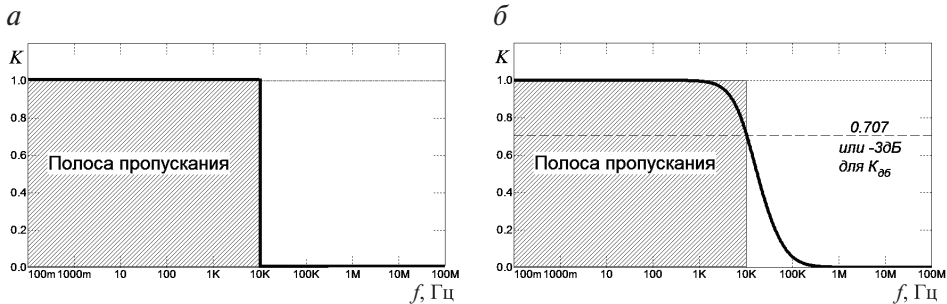 а
K
1.0
0.8
0.6
0.4
0.2
0.0
Полоса пропускания
100m 1000m 10 100 1K 10K 100K 1M 10M 100M
f, Гц
б
K
1.0
0.8
0.6
0.4
0.2
0.0
Полоса пропускания
0.707
или -3дБ
для Kдб
100m 1000m 10 100 1K 10K 100K 1M 10M 100M
f, Гц